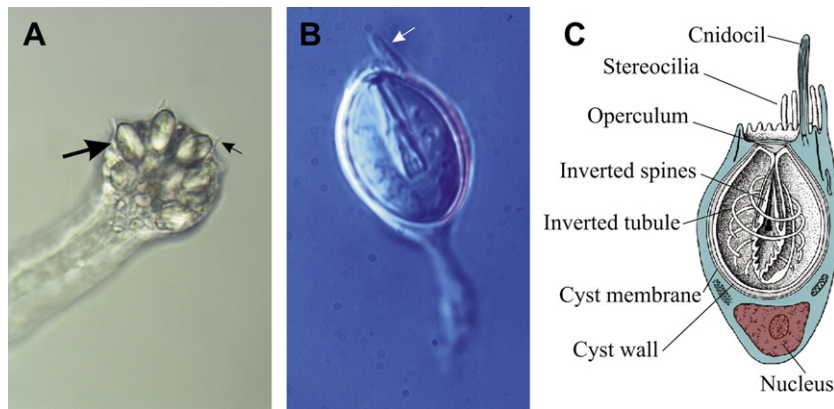 A
B
C
Cnidocil
Stereocilia
Operculum
Inverted spines
Inverted tubule
Cyst membrane
Cyst wall
Nucleus